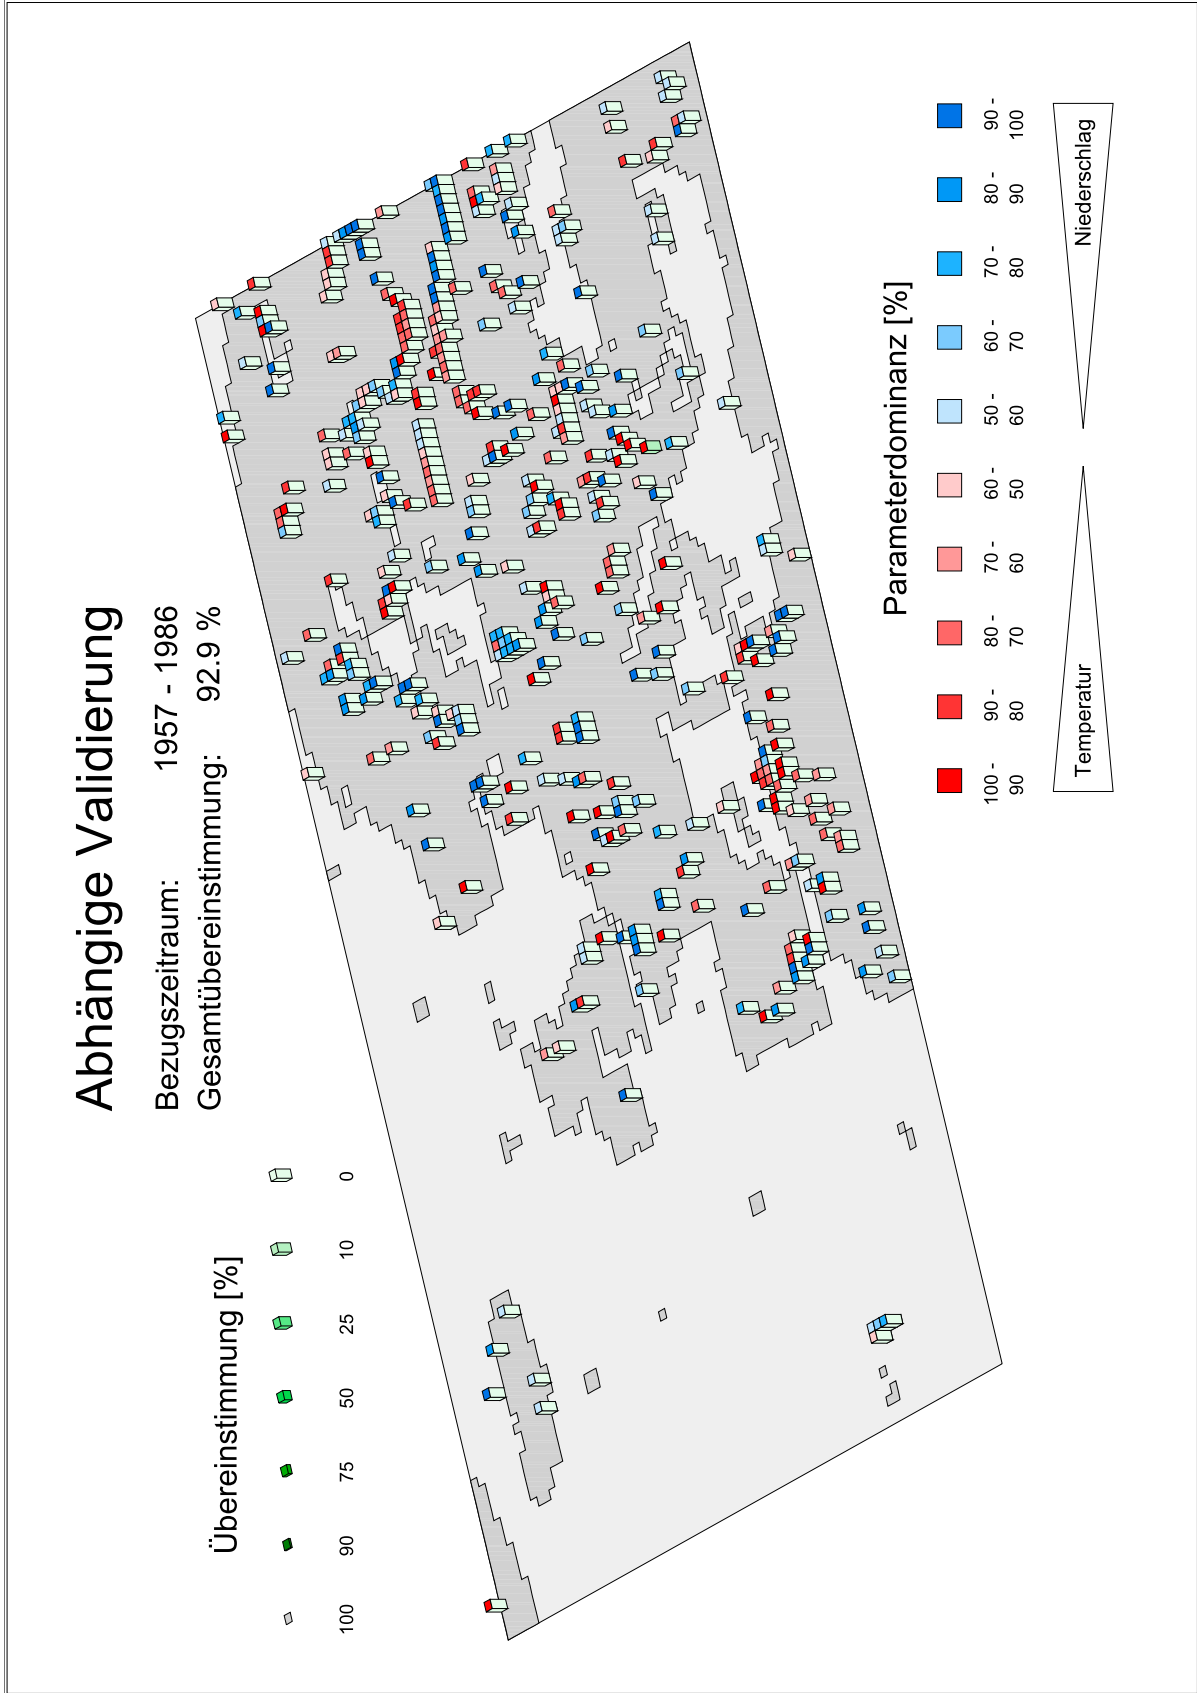 Abhängige Validierung
Bezugszeitraum: 1957 - 1986
Gesamtübereinstimmung: 92.9 %
Übereinstimmung [%]
100 90 75 50 25 10 0
Parameterdominanz [%]
100 - 90 - 80 - 70 - 60 - 50 - 60 - 70 - 80 - 90 -
90 80 70 60 50 60 70 80 90 100
Temperatur Niederschlag